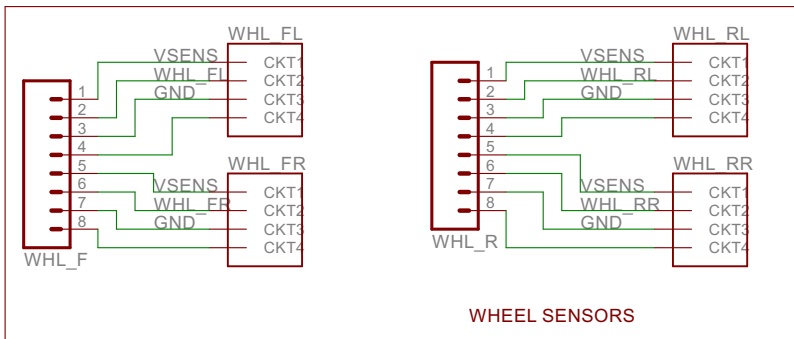 WHL_FL
VSENS
CKT1
WHL_FL
CKT2
GND
CKT3
CKT4
1
2
3
4
5
6
7
8
WHL_F
WHL_FR
VSENS
CKT1
WHL_FR
CKT2
GND
CKT3
CKT4
WHL_RL
VSENS
CKT1
WHL_RL
CKT2
GND
CKT3
CKT4
1
2
3
4
5
6
7
8
WHL_R
WHL_RR
VSENS
CKT1
WHL_RR
CKT2
GND
CKT3
CKT4
WHEEL SENSORS